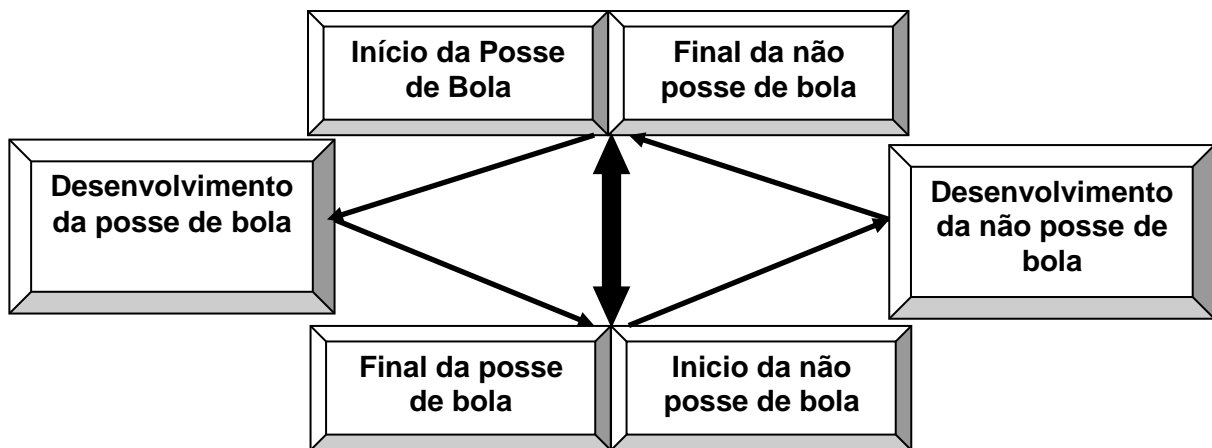 Início da Posse
de Bola
Final da não
posse de bola
Desenvolvimento
da posse de bola
Desenvolvimento
da não posse de
bola
Final da posse
de bola
Inicio da não
posse de bola